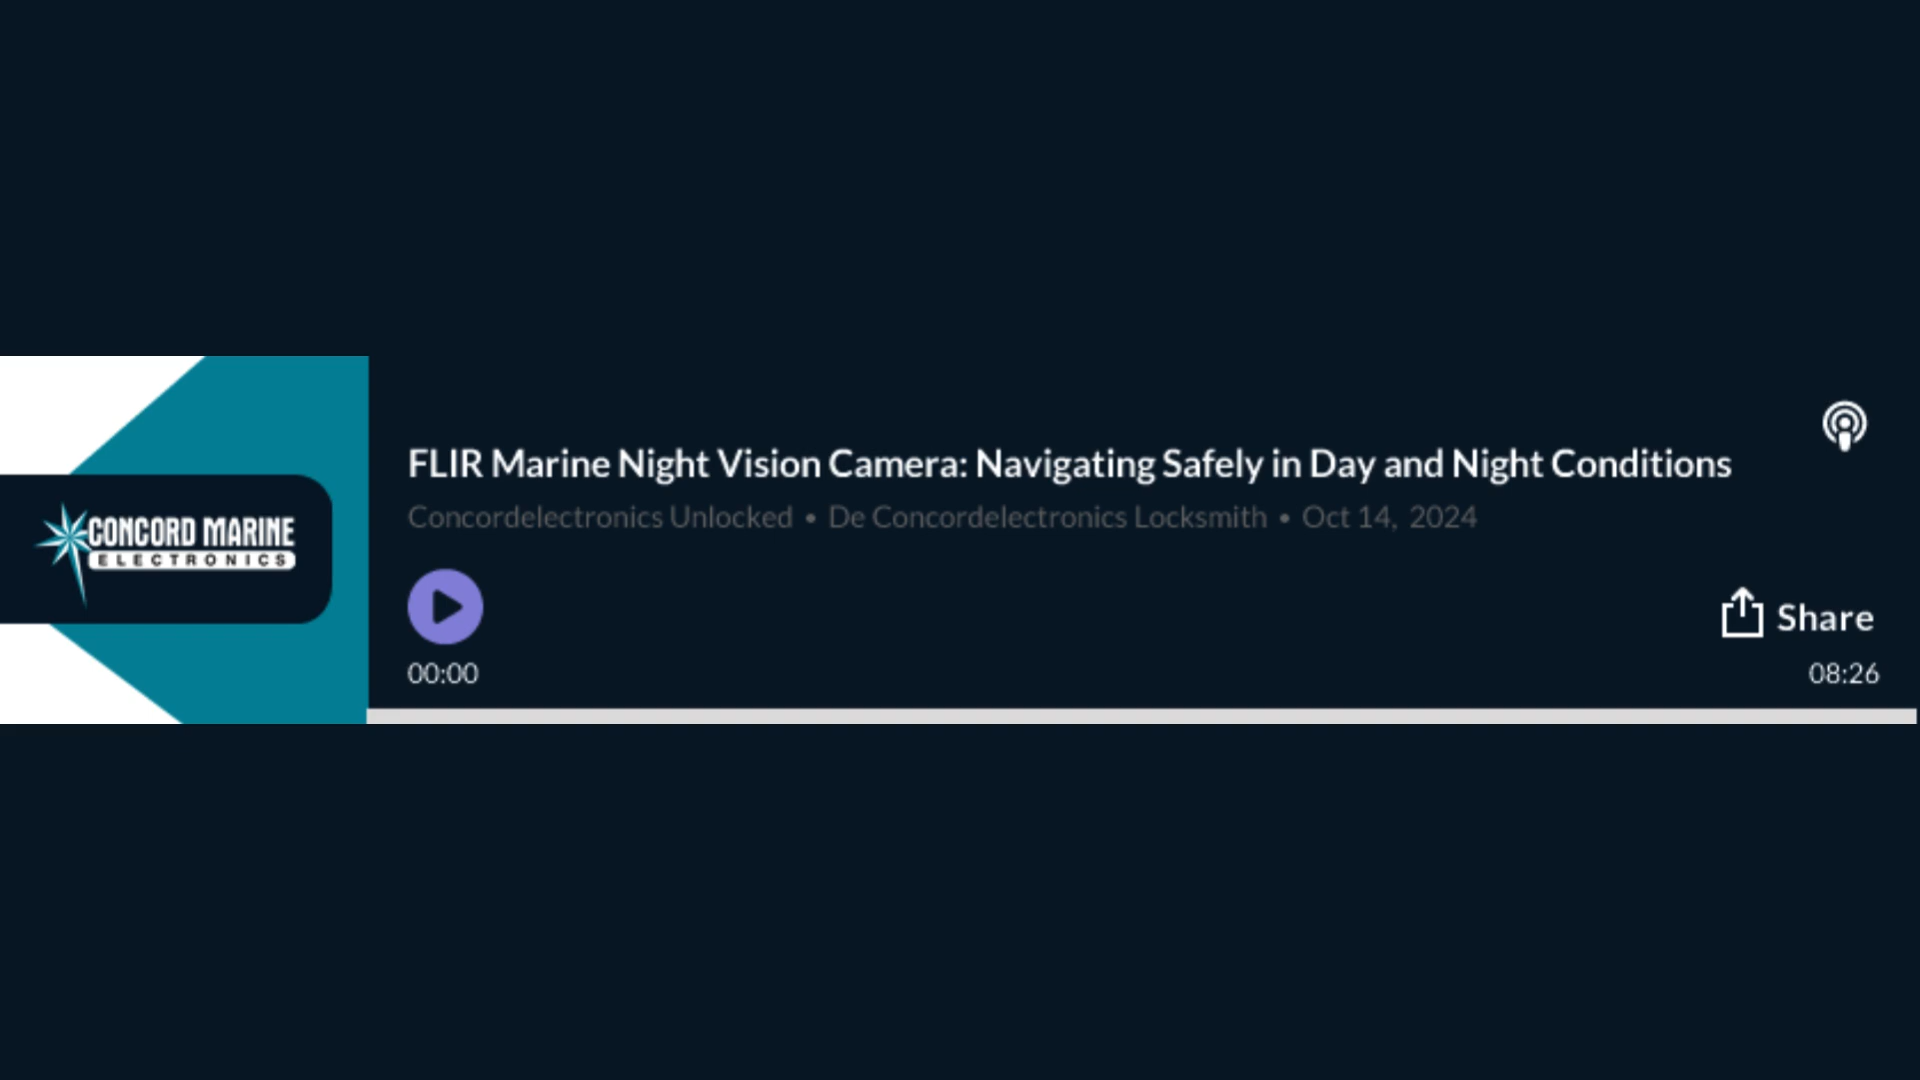 CONCORD MARINE
ELECTRONICS
FLIR Marine Night Vision Camera: Navigating Safely in Day and Night Conditions
Concordelectronics Unlocked • De Concordelectronics Locksmith • Oct 14, 2024
Share
00:00
08:26